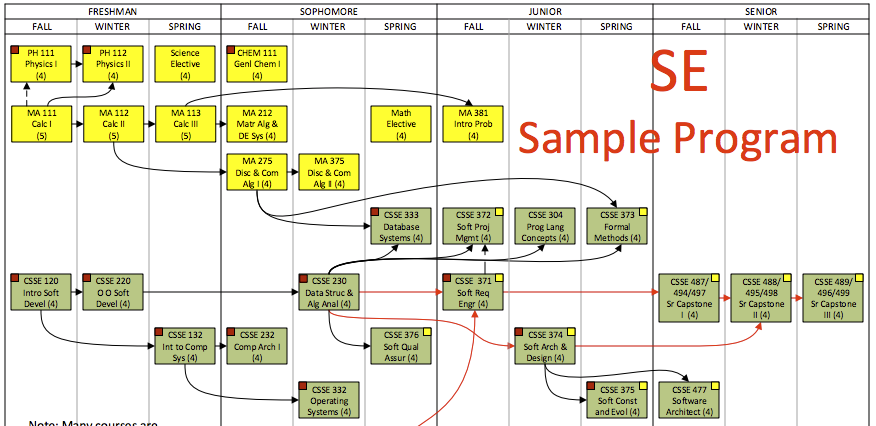 FRESHMAN SOPHOMORE JUNIOR SENIOR
FALL WINTER SPRING FALL WINTER SPRING FALL WINTER SPRING FALL WINTER SPRING
PH 111
Physics I
(4)
PH 112
Physics II
(4)
Science
Elective
(4)
CHEM 111
Genl Chem I
(4)
SE
Sample Program
MA 111
Calc I
(5)
MA 112
Calc II
(5)
MA 113
Calc III
(5)
MA 212
Matr Alg &
DE Sys (4)
Math
Elective
(4)
MA 381
Intro Prob
(4)
MA 275
Disc & Com
Alg I (4)
MA 375
Disc & Com
Alg II (4)
CSSE 333
Database
Systems (4)
CSSE 372
Soft Proj
Mgmt (4)
CSSE 304
Prog Lang
Concepts (4)
CSSE 373
Formal
Methods (4)
CSSE 120
Intro Soft
Devel (4)
CSSE 220
O O Soft
Devel (4)
CSSE 230
Data Struc &
Alg Anal (4)
CSSE 371
Soft Req
Engr (4)
CSSE 487/
494/497
Sr Capstone
I (4)
CSSE 488/
495/498
Sr Capstone
II (4)
CSSE 489/
496/499
Sr Capstone
III (4)
CSSE 132
Int to Comp
Sys (4)
CSSE 232
Comp Arch I
(4)
CSSE 376
Soft Qual
Assur (4)
CSSE 374
Soft Arch &
Design (4)
CSSE 332
Operating
Systems (4)
CSSE 375
Soft Const
and Evol (4)
CSSE 477
Software
Architect (4)
Note: Many courses are